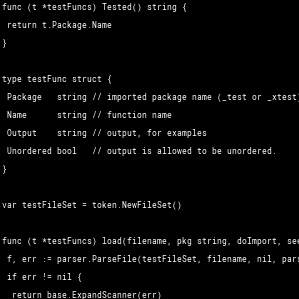 func (t *testFuncs) Tested() string {
return t.Package.Name
}
type testFunc struct {
Package string // imported package name (_test or _xtest)
Name string // function name
Output string // output, for examples
Unordered bool // output is allowed to be unordered.
}
var testFileSet = token.NewFileSet()
func (t *testFuncs) load(filename, pkg string, doImport, see
f, err := parser.ParseFile(testFileSet, filename, nil, pars
if err != nil {
return base.ExpandScanner(err)